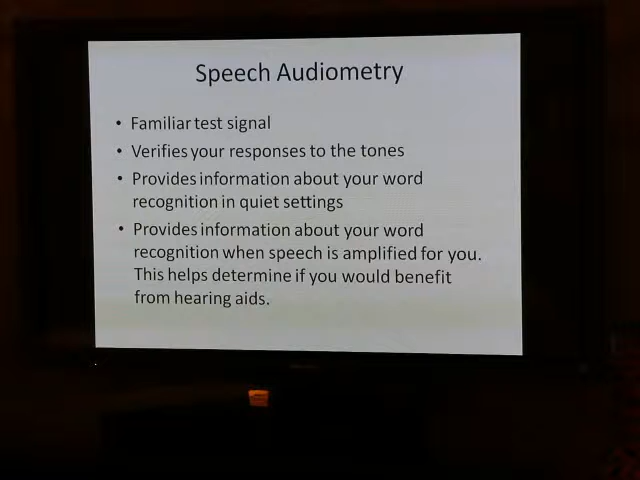 Speech Audiometry
• Familiar test signal
• Verifies your responses to the tones
• Provides information about your word
recognition in quiet settings
• Provides information about your word
recognition when speech is amplified for you.
This helps determine if you would benefit
from hearing aids.